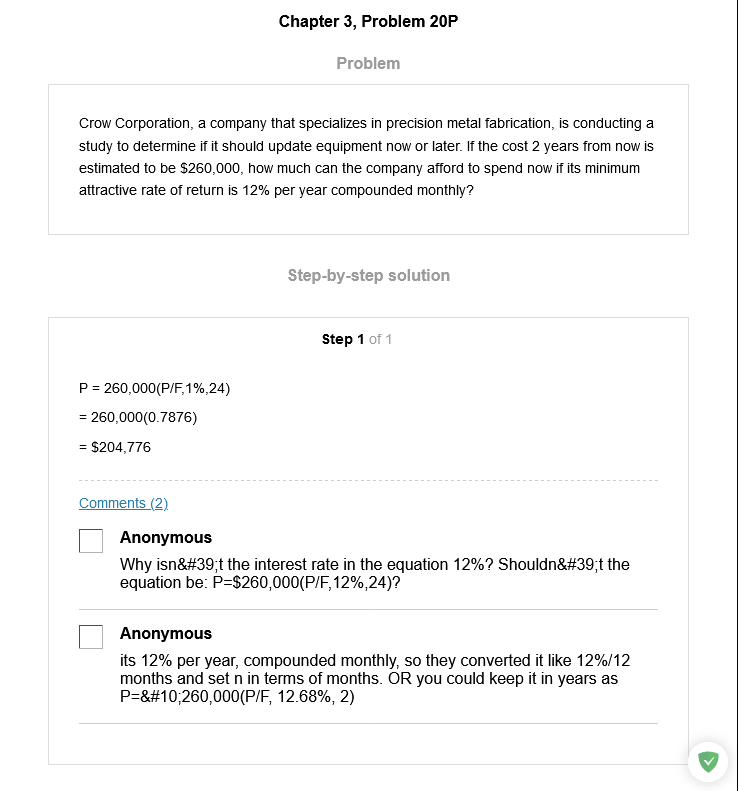 Chapter 3, Problem 20P
Problem
Crow Corporation, a company that specializes in precision metal fabrication, is conducting a
study to determine if it should update equipment now or later. If the cost 2 years from now is
estimated to be $260,000, how much can the company afford to spend now if its minimum
attractive rate of return is 12% per year compounded monthly?
Step-by-step solution
Step 1 of 1
P = 260,000(P/F,1%,24)
= 260,000(0.7876)
= $204,776
Comments (2)
Anonymous
Why isn&#39;t the interest rate in the equation 12%? Shouldn&#39;t the
equation be: P=$260,000(P/F,12%,24)?
Anonymous
its 12% per year, compounded monthly, so they converted it like 12%/12
months and set n in terms of months. OR you could keep it in years as
P=&#10;260,000(P/F, 12.68%, 2)